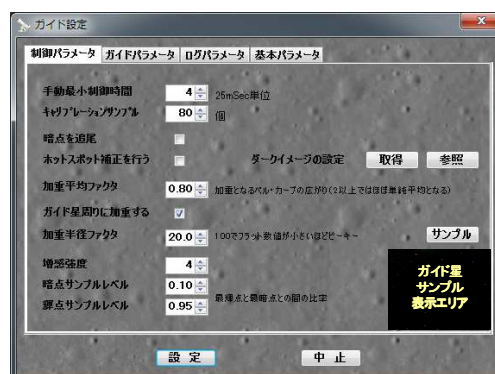 ガイド設定
制御パラメータ ガイドパラメータ ログパラメータ 基本パラメータ
手動最小制御時間 4 25mSec単位
ｷｬﾘﾌﾞﾚｰｼｮﾝｻﾝﾌﾟﾙ 80 個
暗点を追尾
ホットスポット補正を行う ダークイメージの設定 取得 参照
加重平均ファクタ 0.80 加重となるベル・カーブの広がり(2以上ではほぼ単純平均となる)
ガイド星周りに加重する
加重半径ファクタ 20.0 100でフラット数値が小さいほどピーキー サンプル
増感強度 4
暗点サンプルレベル 0.10
輝点サンプルレベル 0.95
最輝点と最暗点との間の比率
ガイド星
サンプル
表示エリア
設 定 中 止